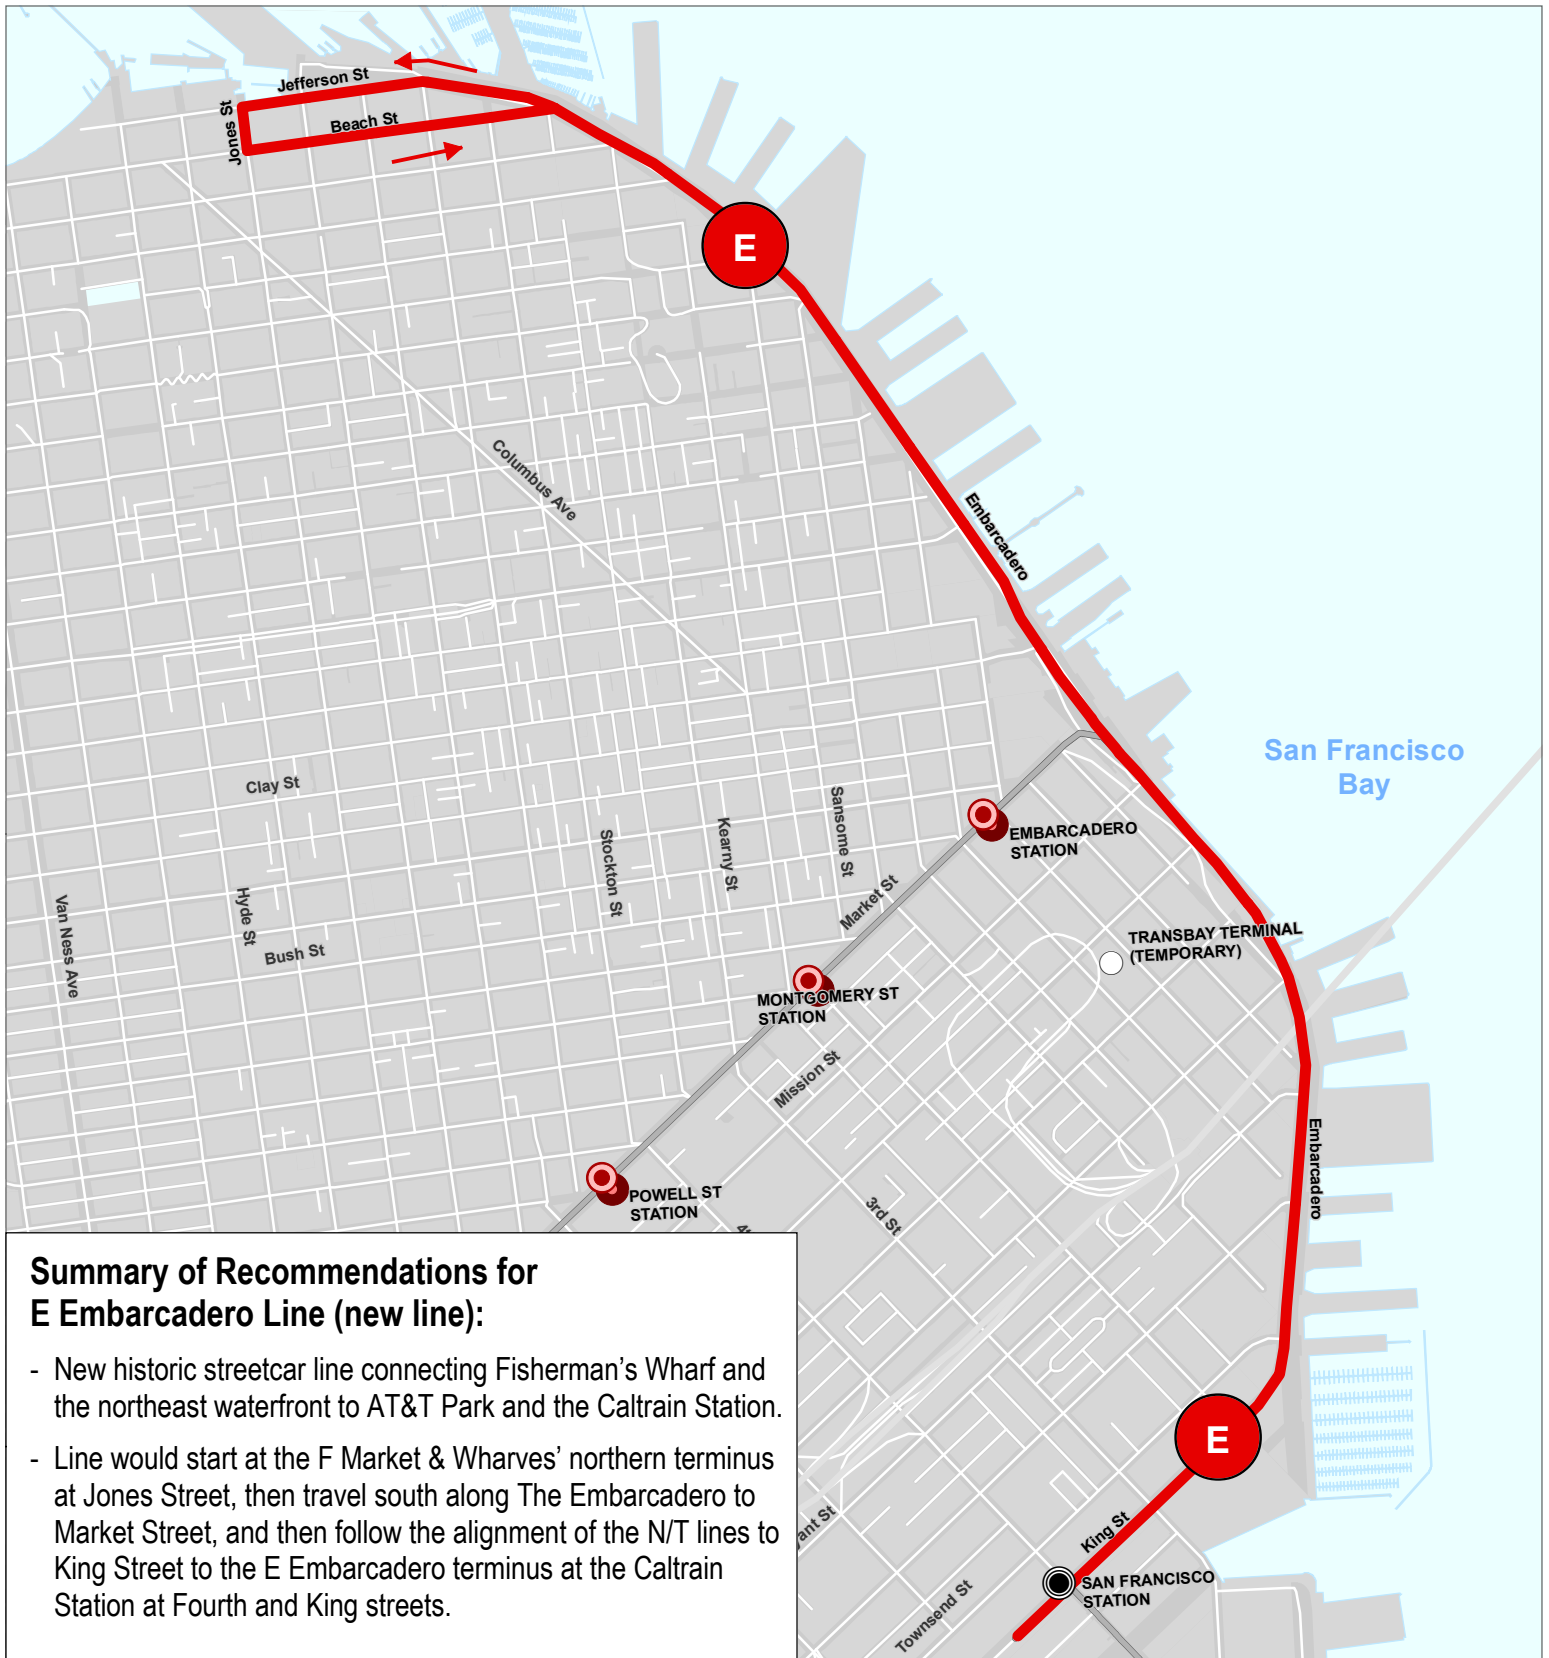 Jefferson St
Jones St
Beach St
E
Columbus Ave
Embarcadero
San Francisco
Bay
Clay St
Sansome St
Kearny St
Stockton St
EMBARCADERO
STATION
Market St
Hyde St
Van Ness Ave
Bush St
TRANSBAY TERMINAL
(TEMPORARY)
MONTGOMERY ST
STATION
Mission St
Embarcadero
POWELL ST
STATION
3rd St
Summary of Recommendations for
E Embarcadero Line (new line):
- New historic streetcar line connecting Fisherman’s Wharf and
the northeast waterfront to AT&T Park and the Caltrain Station.
- Line would start at the F Market & Wharves’ northern terminus
at Jones Street, then travel south along The Embarcadero to
Market Street, and then follow the alignment of the N/T lines to
King Street to the E Embarcadero terminus at the Caltrain
Station at Fourth and King streets.
E
King St
SAN FRANCISCO
STATION
Townsend St